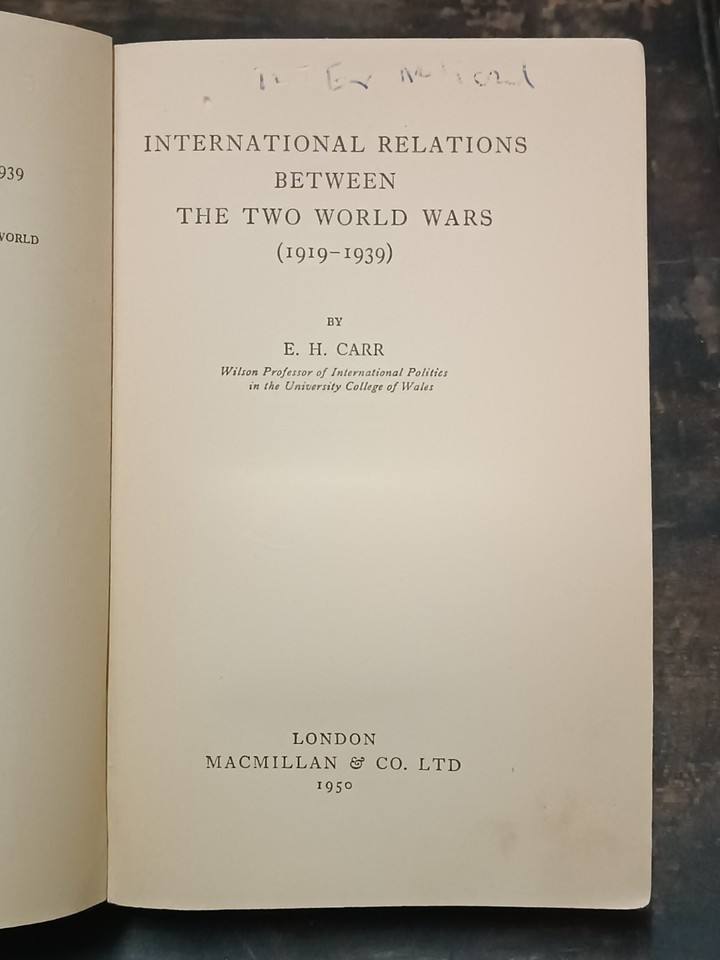 939
WORLD
INTERNATIONAL RELATIONS
BETWEEN
THE TWO WORLD WARS
(1919-1939)
BY
E. H. CARR
Wilson Professor of International Politics
in the University College of Wales
LONDON
MACMILLAN & CO. LTD
1950